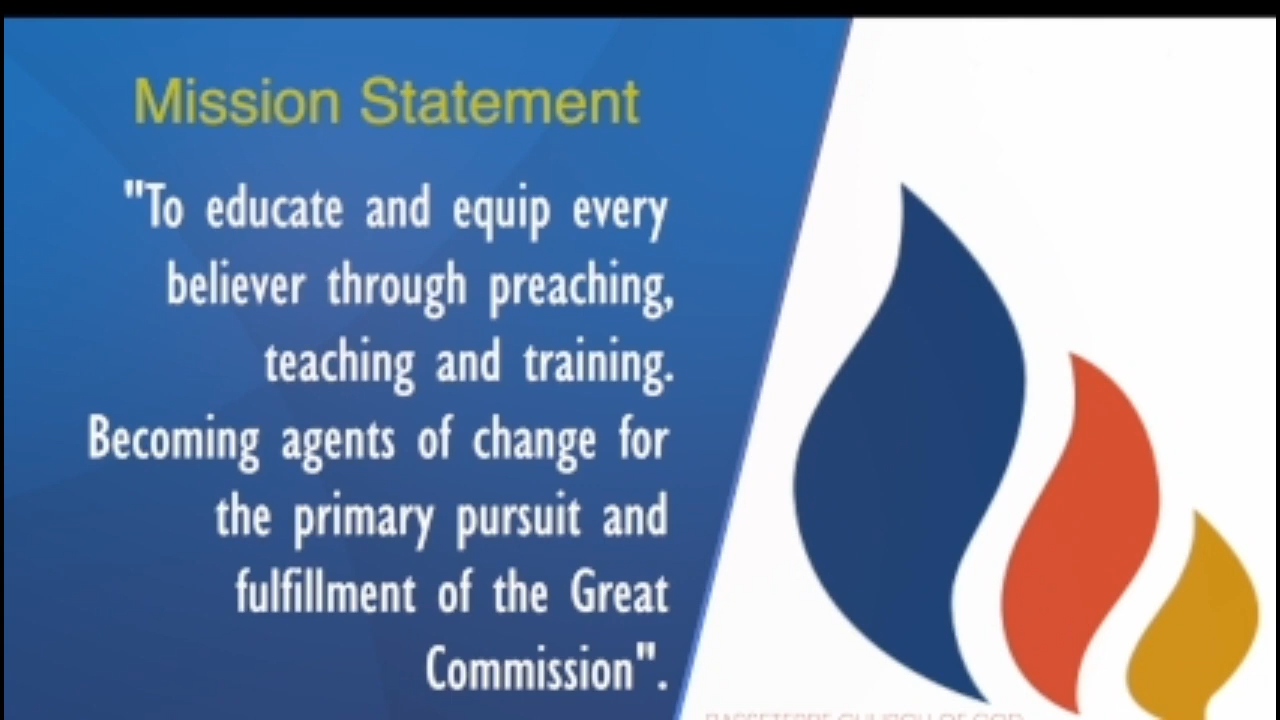 Mission Statement
"To educate and equip every
believer through preaching,
teaching and training.
Becoming agents of change for
the primary pursuit and
fulfillment of the Great
Commission".